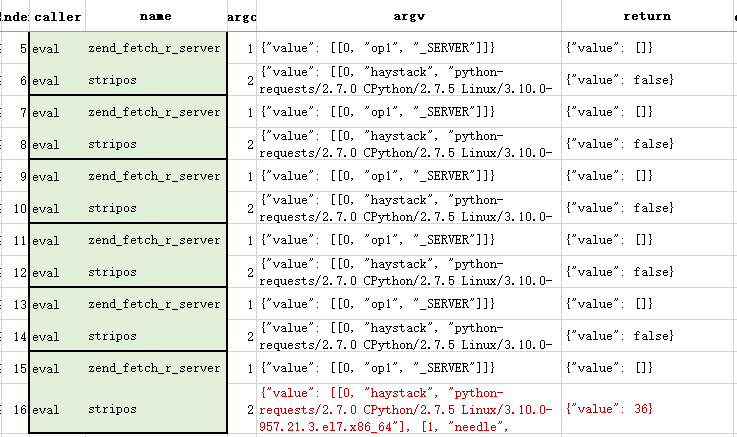 index caller name argc argv return
5 eval zend_fetch_r_server 1 {"value": [[0, "op1", "_SERVER"]]} {"value": []}
6 eval stripos 2 {"value": [[0, "haystack", "python-
requests/2.7.0 CPython/2.7.5 Linux/3.10.0- {"value": false}
7 eval zend_fetch_r_server 1 {"value": [[0, "op1", "_SERVER"]]} {"value": []}
8 eval stripos 2 {"value": [[0, "haystack", "python-
requests/2.7.0 CPython/2.7.5 Linux/3.10.0- {"value": false}
9 eval zend_fetch_r_server 1 {"value": [[0, "op1", "_SERVER"]]} {"value": []}
10 eval stripos 2 {"value": [[0, "haystack", "python-
requests/2.7.0 CPython/2.7.5 Linux/3.10.0- {"value": false}
11 eval zend_fetch_r_server 1 {"value": [[0, "op1", "_SERVER"]]} {"value": []}
12 eval stripos 2 {"value": [[0, "haystack", "python-
requests/2.7.0 CPython/2.7.5 Linux/3.10.0- {"value": false}
13 eval zend_fetch_r_server 1 {"value": [[0, "op1", "_SERVER"]]} {"value": []}
14 eval stripos 2 {"value": [[0, "haystack", "python-
requests/2.7.0 CPython/2.7.5 Linux/3.10.0- {"value": false}
15 eval zend_fetch_r_server 1 {"value": [[0, "op1", "_SERVER"]]} {"value": []}
16 eval stripos 2 {"value": [[0, "haystack", "python-
requests/2.7.0 CPython/2.7.5 Linux/3.10.0- {"value": 36}
957.21.3.el7.x86_64"], [1, "needle",